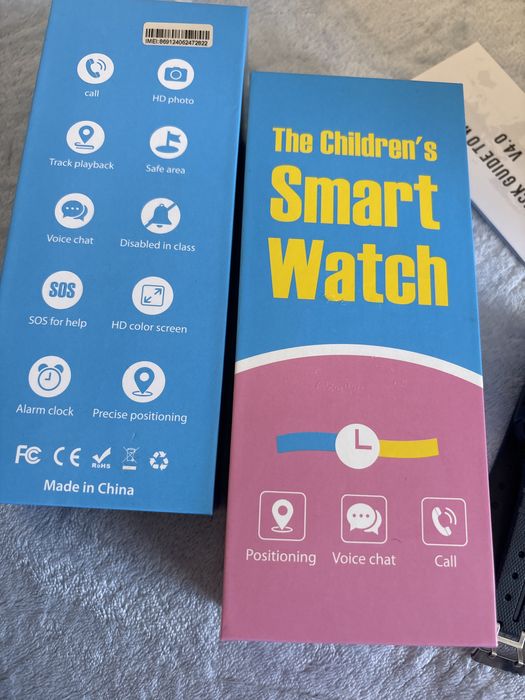 IMEI:869124062472822
call
HD photo
Track playback
Safe area
Voice chat
Disabled in class
SOS
SOS for help
HD color screen
Alarm clock
Precise positioning
FC CE RoHS
Made in China
The Children's
Smart
Watch
Positioning
Voice chat
Call
GUIDE TO
V4.0